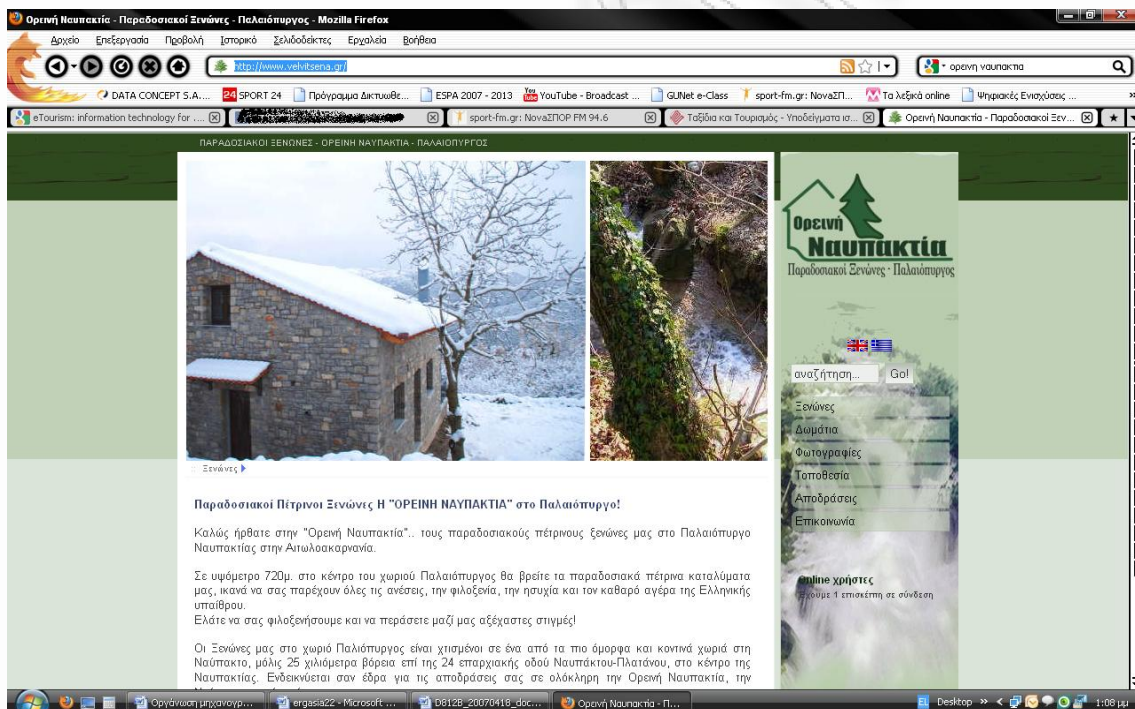 Ορεινή Ναυπακτία - Παραδοσιακοί Ξενώνες - Παλαιόπυργος - Mozilla Firefox
Αρχείο Επεξεργασία Προβολή Ιστορικό Σελιδοδείκτες Εργαλεία Βοήθεια
http://www.velvitsena.gr/
ορεινη ναυπακτια
DATA CONCEPT S.A.... 24 SPORT 24 Πρόγραμμα Δικτυωθε... ESPA 2007 - 2013 You Tube YouTube - Broadcast ... GUNet e-Class sport-fm.gr: NovaΣΠ... Τα λεξικά online Ψηφιακές Ενισχύσεις ... »
eTourism: information technology for .... sport-fm.gr: NovaΣΠΟΡ FM 94.6 Ταξίδια και Τουρισμός - Υποδείγματα ισ... Ορεινή Ναυπακτία - Παραδοσιακοί Ξεν...
ΠΑΡΑΔΟΣΙΑΚΟΙ ΞΕΝΩΝΕΣ - ΟΡΕΙΝΗ ΝΑΥΠΑΚΤΙΑ - ΠΑΛΑΙΟΠΥΡΓΟΣ
Ορεινή
Ναυπακτία
Παραδοσιακοί Ξενώνες · Παλαιόπυργος
αναζήτηση... Go!
Ξενώνες
Δωμάτια
Φωτογραφίες
Τοποθεσία
Αποδράσεις
Επικοινωνία
Online χρήστες
Έχουμε 1 επισκέπτη σε σύνδεση
:: Ξενώνες
Παραδοσιακοί Πέτρινοι Ξενώνες Η "ΟΡΕΙΝΗ ΝΑΥΠΑΚΤΙΑ" στο Παλαιόπυργο!
Καλώς ήρθατε στην "Ορεινή Ναυπακτία".. τους παραδοσιακούς πέτρινους ξενώνες μας στο Παλαιόπυργο
Ναυπακτίας στην Αιτωλοακαρνανία.
Σε υψόμετρο 720μ. στο κέντρο του χωριού Παλαιόπυργος θα βρείτε τα παραδοσιακά πέτρινα καταλύματα
μας, ικανά να σας παρέχουν όλες τις ανέσεις, την φιλοξενία, την ησυχία και τον καθαρό αγέρα της Ελληνικής
υπαίθρου.
Ελάτε να σας φιλοξενήσουμε και να περάσετε μαζί μας αξέχαστες στιγμές!
Οι Ξενώνες μας στο χωριό Παλιόπυργος είναι χτισμένοι σε ένα από τα πιο όμορφα και κοντινά χωριά στη
Ναύπακτο, μόλις 25 χιλιόμετρα βόρεια επί της 24 επαρχιακής οδού Ναυπάκτου-Πλατάνου, στο κέντρο της
Ναυπακτίας. Ενδεικνύεται σαν έδρα για τις αποδράσεις σας σε ολόκληρη την Ορεινή Ναυπακτία, την
Οργάνωση μηχανογρ... ergasia22 - Microsoft ... D812B_20070418_doc... Ορεινή Ναυπακτία - Π... EL Desktop » 1:08 μμ